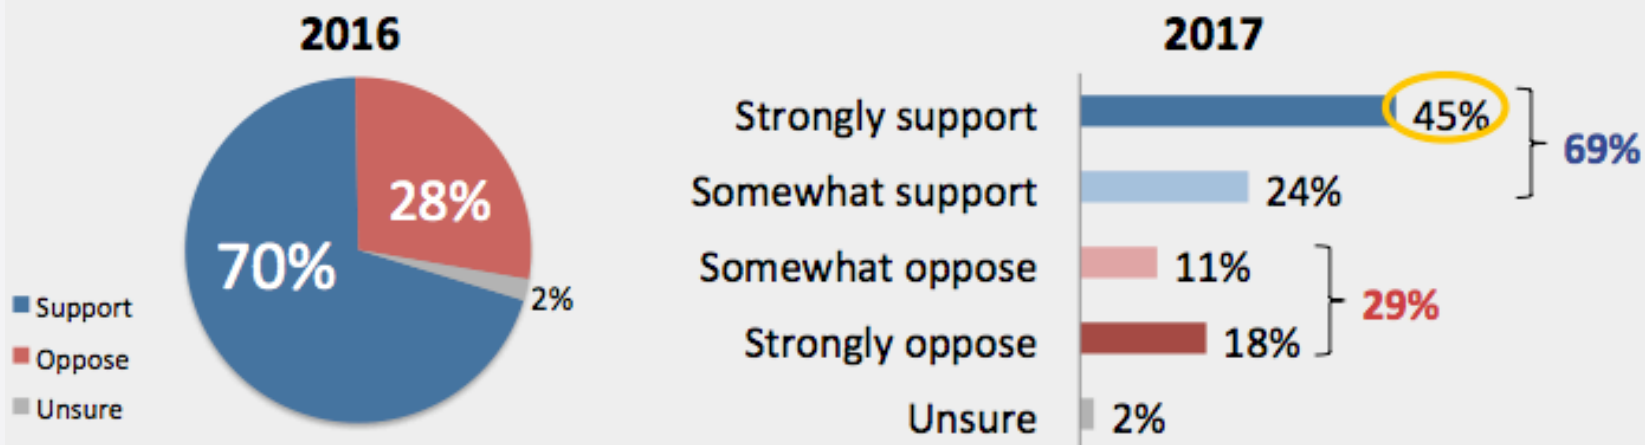 2016
28%
70%
2%
Support
Oppose
Unsure
2017
Strongly support 45%
Somewhat support 24%
69%
Somewhat oppose 11%
Strongly oppose 18%
29%
Unsure 2%